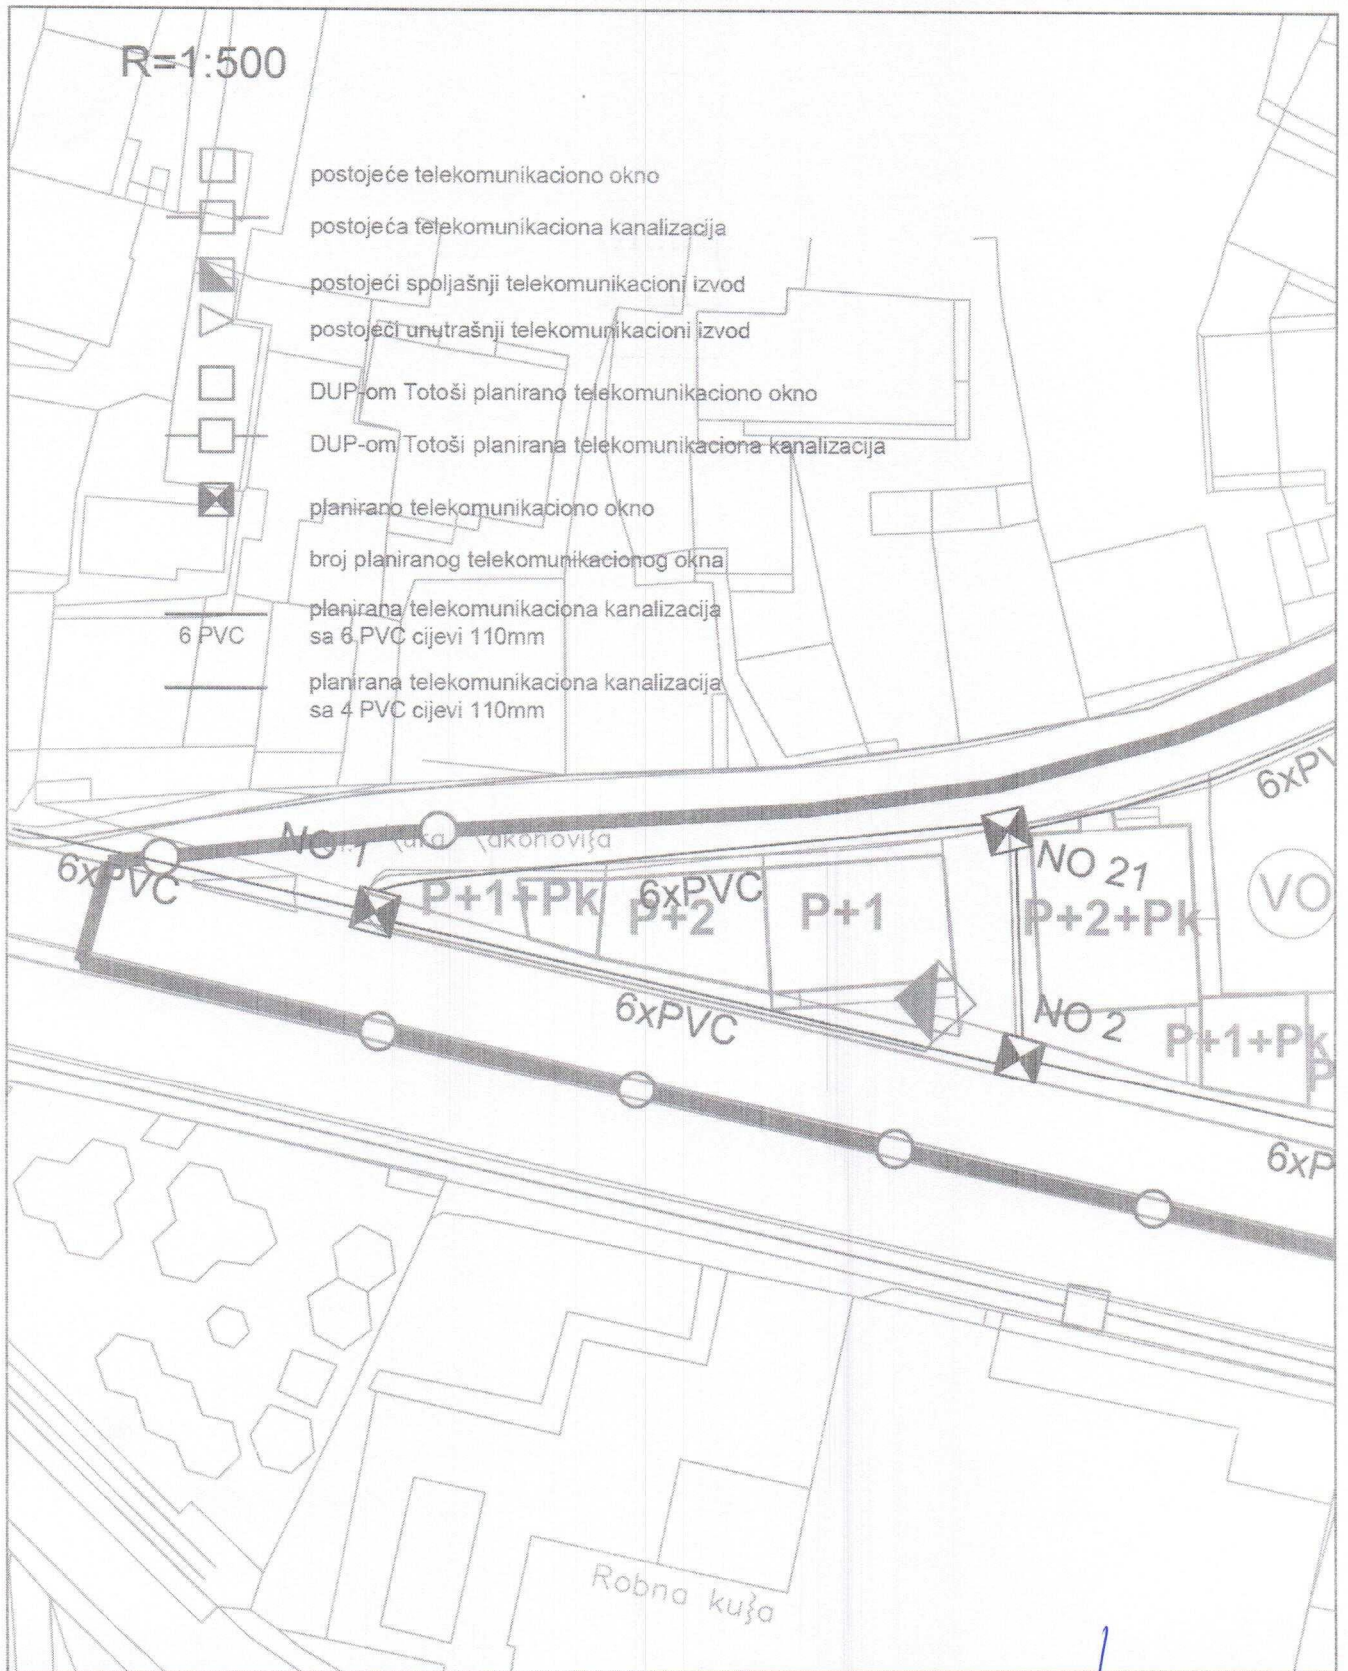 R=1:500
postojeće telekomunikaciono okno
postojeća telekomunikaciona kanalizacija
postojeći spoljašnji telekomunikacioni izvod
postojeći unutrašnji telekomunikacioni izvod
DUP-om Totoši planirano telekomunikaciono okno
DUP-om Totoši planirana telekomunikaciona kanalizacija
planirano telekomunikaciono okno
broj planiranog telekomunikacionog okna
planirana telekomunikaciona kanalizacija
6 PVC sa 6 PVC cijevi 110mm
planirana telekomunikaciona kanalizacija
sa 4 PVC cijevi 110mm
6xPV
NO 1
6xPVC
NO 21
P+1+Pk
6xPVC
P+2
P+1
P+2+Pk
VO
6xPVC
NO 2
P+1+Pk
P
6xP
Robna ku}a